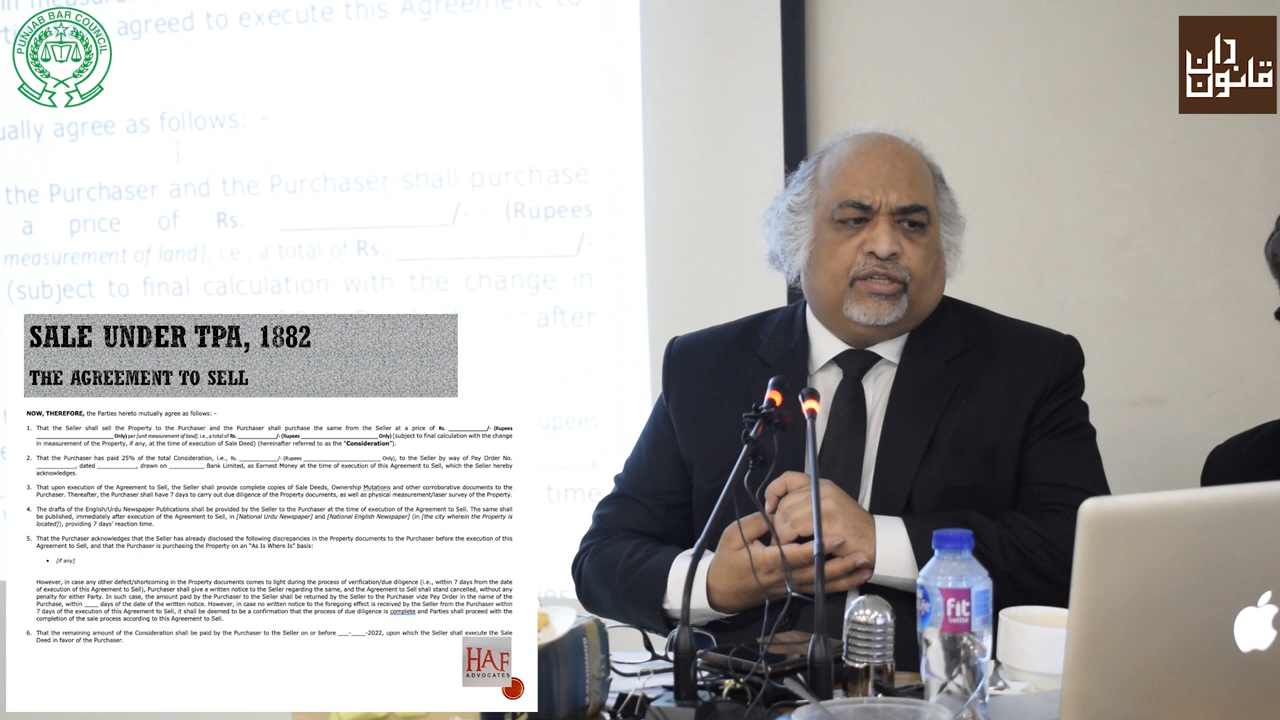 PUNJAB BAR COUNCIL
قانون دان
agreed to execute this Agreement to
ually agree as follows: -
the Purchaser and the Purchaser shall purchase
a price of Rs. ____________/- (Rupees
measurement of land], i.e., a total of Rs. ____________/-
(subject to final calculation with the change in
after
SALE UNDER TPA, 1882
THE AGREEMENT TO SELL
NOW, THEREFORE, the Parties hereto mutually agree as follows: -
1. That the Seller shall sell the Property to the Purchaser and the Purchaser shall purchase the same from the Seller at a price of Rs. __________/- (Rupees
____________________ Only) per [unit measurement of land], i.e., a total of Rs. __________/- (Rupees ____________________ Only) (subject to final calculation with the change
in measurement of the Property, if any, at the time of execution of Sale Deed) (hereinafter referred to as the "Consideration").
2. That the Purchaser has paid 25% of the total Consideration, i.e., Rs. __________/- (Rupees ____________________ Only), to the Seller by way of Pay Order No.
__________, dated __________, drawn on _________ Bank Limited, as Earnest Money at the time of execution of this Agreement to Sell, which the Seller hereby
acknowledges.
3. That upon execution of the Agreement to Sell, the Seller shall provide complete copies of Sale Deeds, Ownership Mutations and other corroborative documents to the
Purchaser. Thereafter, the Purchaser shall have 7 days to carry out due diligence of the Property documents, as well as physical measurement/laser survey of the Property.
4. The drafts of the English/Urdu Newspaper Publications shall be provided by the Seller to the Purchaser at the time of execution of the Agreement to Sell. The same shall
be published, immediately after execution of the Agreement to Sell, in [National Urdu Newspaper] and [National English Newspaper] (in [the city wherein the Property is
located]), providing 7 days' reaction time.
5. That the Purchaser acknowledges that the Seller has already disclosed the following discrepancies in the Property documents to the Purchaser before the execution of this
Agreement to Sell, and that the Purchaser is purchasing the Property on an "As Is Where Is" basis:
• [if any]
However, in case any other defect/shortcoming in the Property documents comes to light during the process of verification/due diligence (i.e., within 7 days from the date
of execution of this Agreement to Sell), Purchaser shall give a written notice to the Seller regarding the same, and the Agreement to Sell shall stand cancelled, without any
penalty for either Party. In such case, the amount paid by the Purchaser to the Seller shall be returned by the Seller to the Purchaser vide Pay Order in the name of the
Purchase, within ____ days of the date of the written notice. However, in case no written notice to the foregoing effect is received by the Seller from the Purchaser within
7 days of the execution of this Agreement to Sell, it shall be deemed to be a confirmation that the process of due diligence is complete and Parties shall proceed with the
completion of the sale process according to this Agreement to Sell.
6. That the remaining amount of the Consideration shall be paid by the Purchaser to the Seller on or before ___-____-2022, upon which the Seller shall execute the Sale
Deed in favor of the Purchaser.
HAF
ADVOCATES
rupees
time
fit